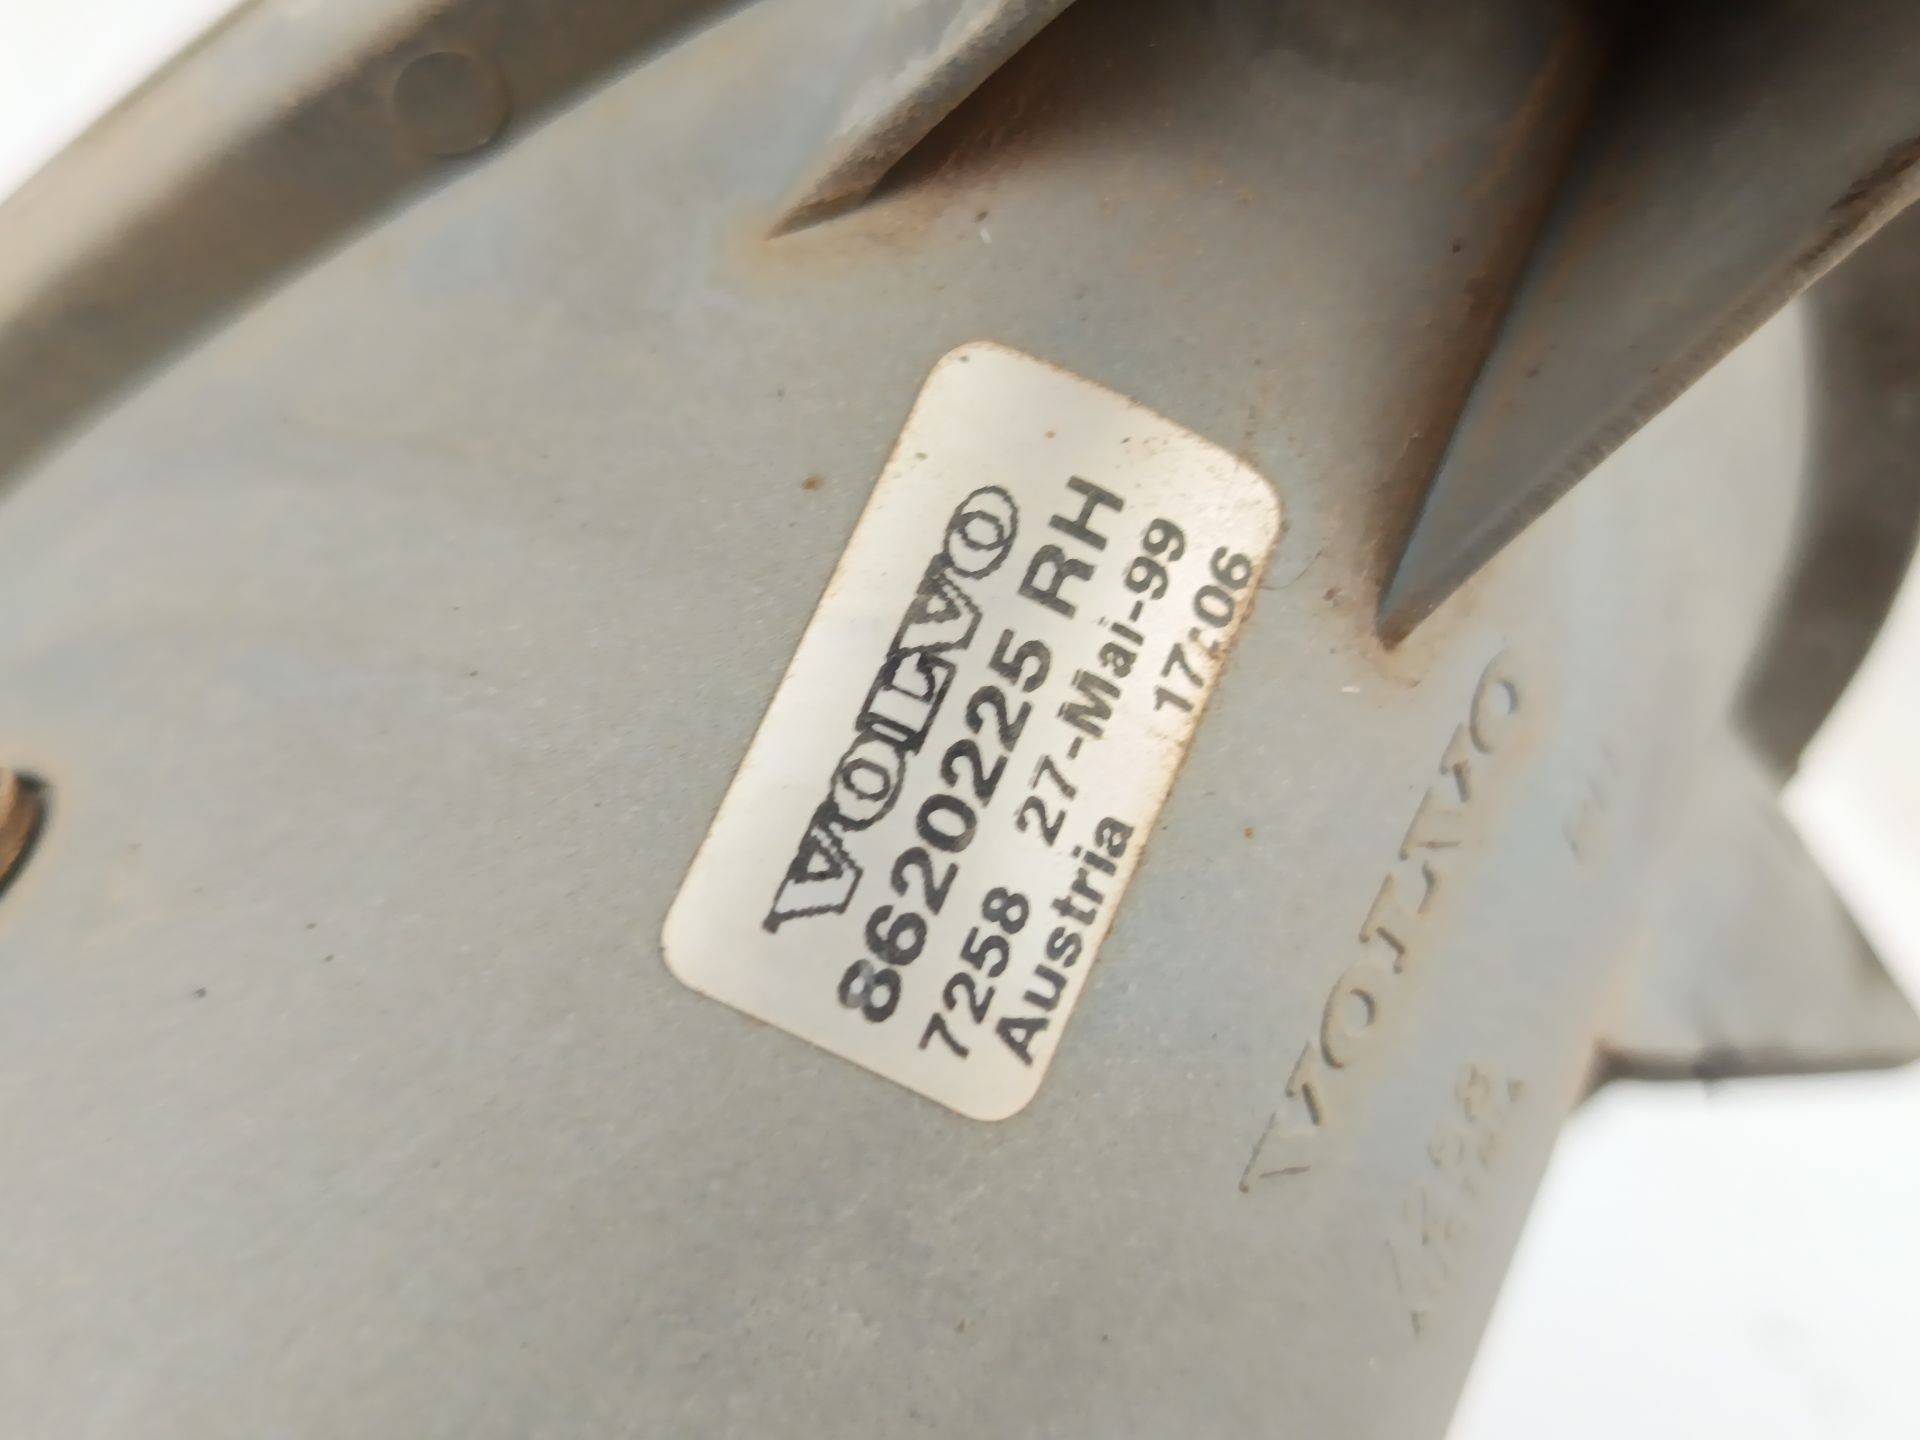 VOLVO
8620225 RH
7258 27-Mai-99
Austria 17:06
VOLVO